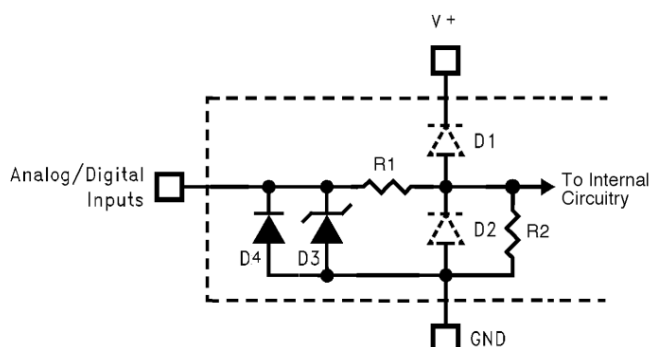 V+
D1
R1
Analog/Digital
Inputs
To Internal
Circuitry
D2
R2
D4
D3
GND